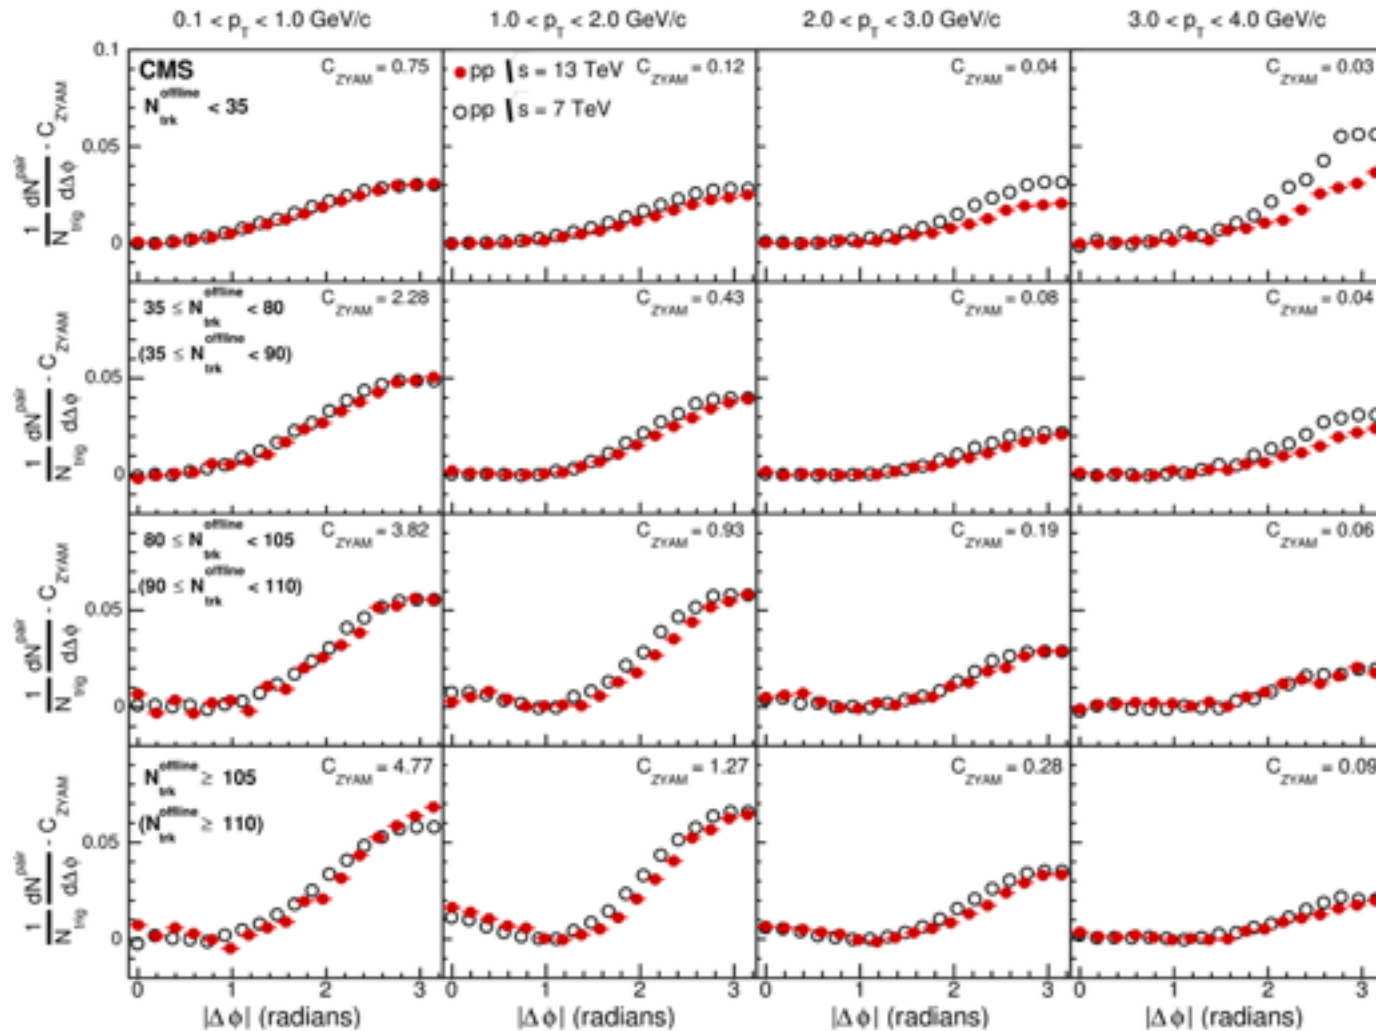 0.1 < p_T < 1.0 GeV/c
1.0 < p_T < 2.0 GeV/c
2.0 < p_T < 3.0 GeV/c
3.0 < p_T < 4.0 GeV/c
CMS
N_trk^offline < 35
C_ZYAM = 0.75
pp √s = 13 TeV
pp √s = 7 TeV
C_ZYAM = 0.12
C_ZYAM = 0.04
C_ZYAM = 0.03
1/N_trig dN^pair/dΔϕ - C_ZYAM
0.1
0.05
0
35 ≤ N_trk^offline < 80
(35 ≤ N_trk^offline < 90)
C_ZYAM = 2.28
C_ZYAM = 0.43
C_ZYAM = 0.08
C_ZYAM = 0.04
1/N_trig dN^pair/dΔϕ - C_ZYAM
0.05
0
80 ≤ N_trk^offline < 105
(90 ≤ N_trk^offline < 110)
C_ZYAM = 3.82
C_ZYAM = 0.93
C_ZYAM = 0.19
C_ZYAM = 0.06
1/N_trig dN^pair/dΔϕ - C_ZYAM
0.05
0
N_trk^offline ≥ 105
(N_trk^offline ≥ 110)
C_ZYAM = 4.77
C_ZYAM = 1.27
C_ZYAM = 0.28
C_ZYAM = 0.09
1/N_trig dN^pair/dΔϕ - C_ZYAM
0.05
0
0 1 2 3
0 1 2 3
0 1 2 3
0 1 2 3
|Δϕ| (radians)
|Δϕ| (radians)
|Δϕ| (radians)
|Δϕ| (radians)